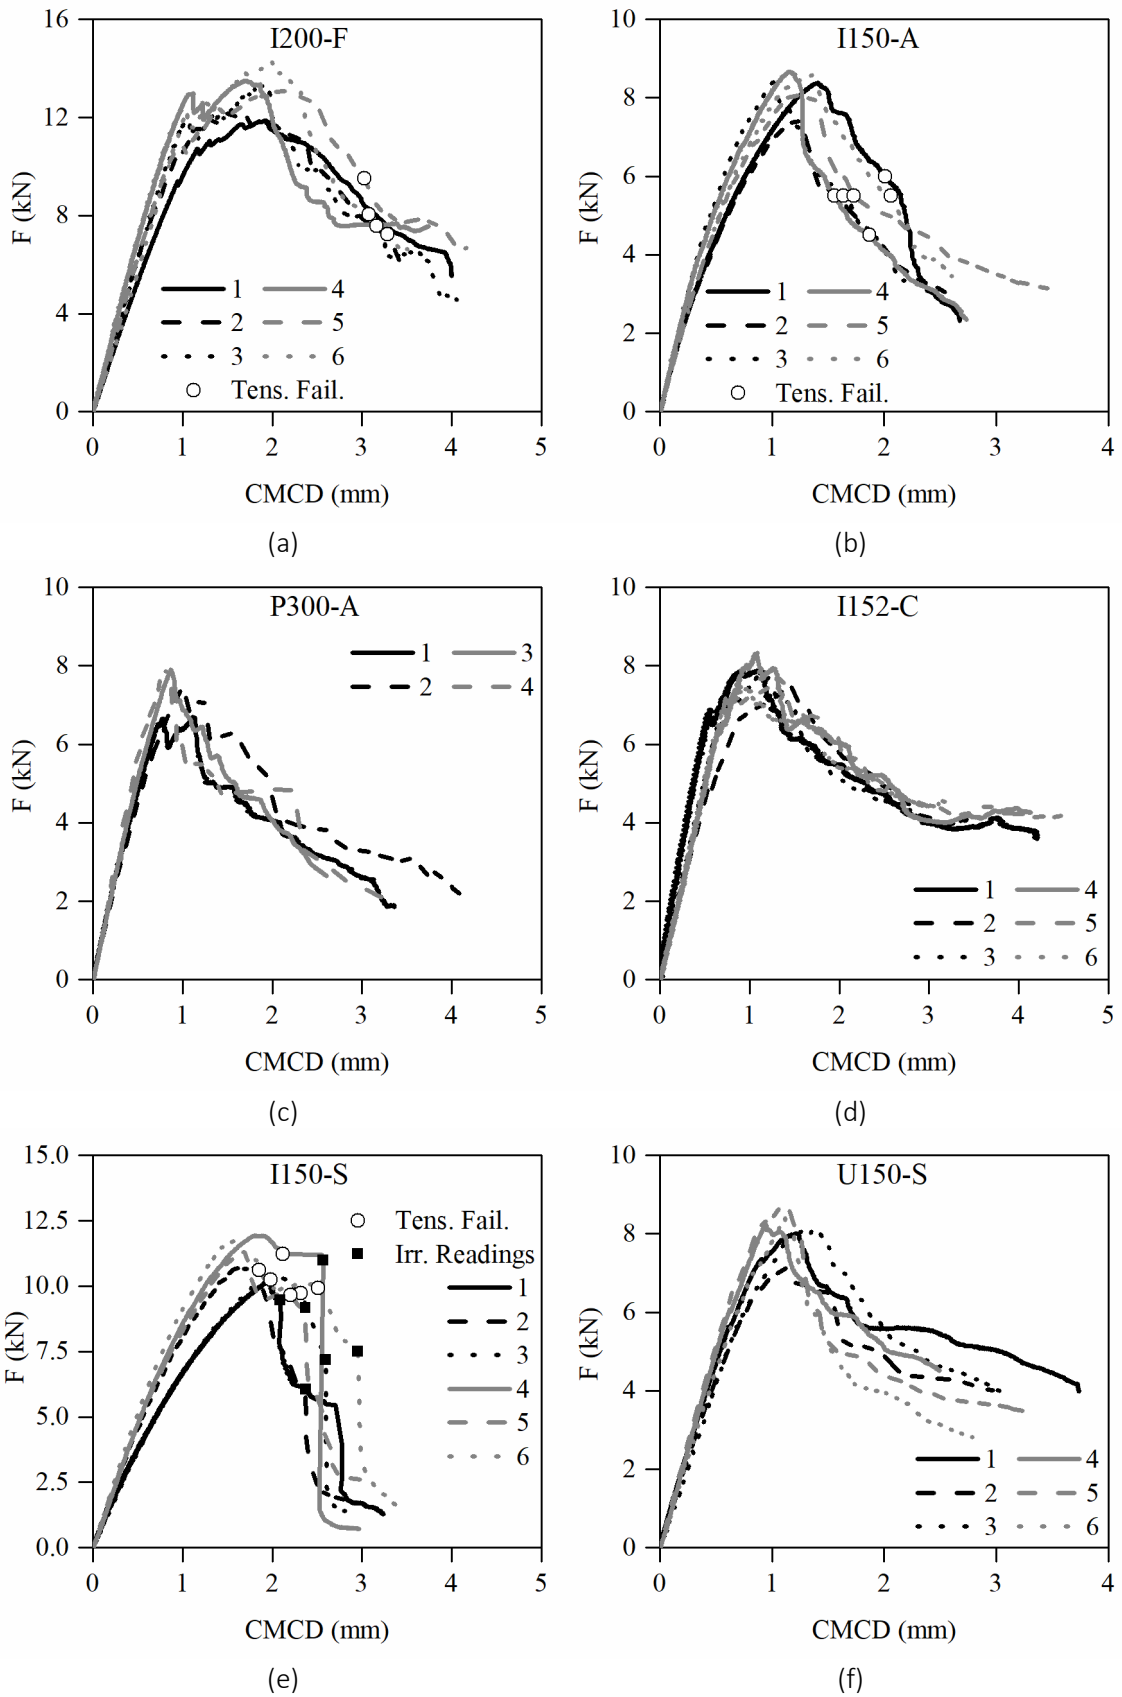 I200-F
16
12
8
4
0
F (kN)
1 4
2 5
3 6
Tens. Fail.
0 1 2 3 4 5
CMCD (mm)
(a)
I150-A
10
8
6
4
2
0
F (kN)
1 4
2 5
3 6
Tens. Fail.
0 1 2 3 4
CMCD (mm)
(b)
P300-A
10
8
6
4
2
0
F (kN)
1 3
2 4
0 1 2 3 4 5
CMCD (mm)
(c)
I152-C
10
8
6
4
2
0
F (kN)
1 4
2 5
3 6
0 1 2 3 4 5
CMCD (mm)
(d)
I150-S
15.0
12.5
10.0
7.5
5.0
2.5
0.0
F (kN)
Tens. Fail.
Irr. Readings
1
2
3
4
5
6
0 1 2 3 4 5
CMCD (mm)
(e)
U150-S
10
8
6
4
2
0
F (kN)
1 4
2 5
3 6
0 1 2 3 4
CMCD (mm)
(f)